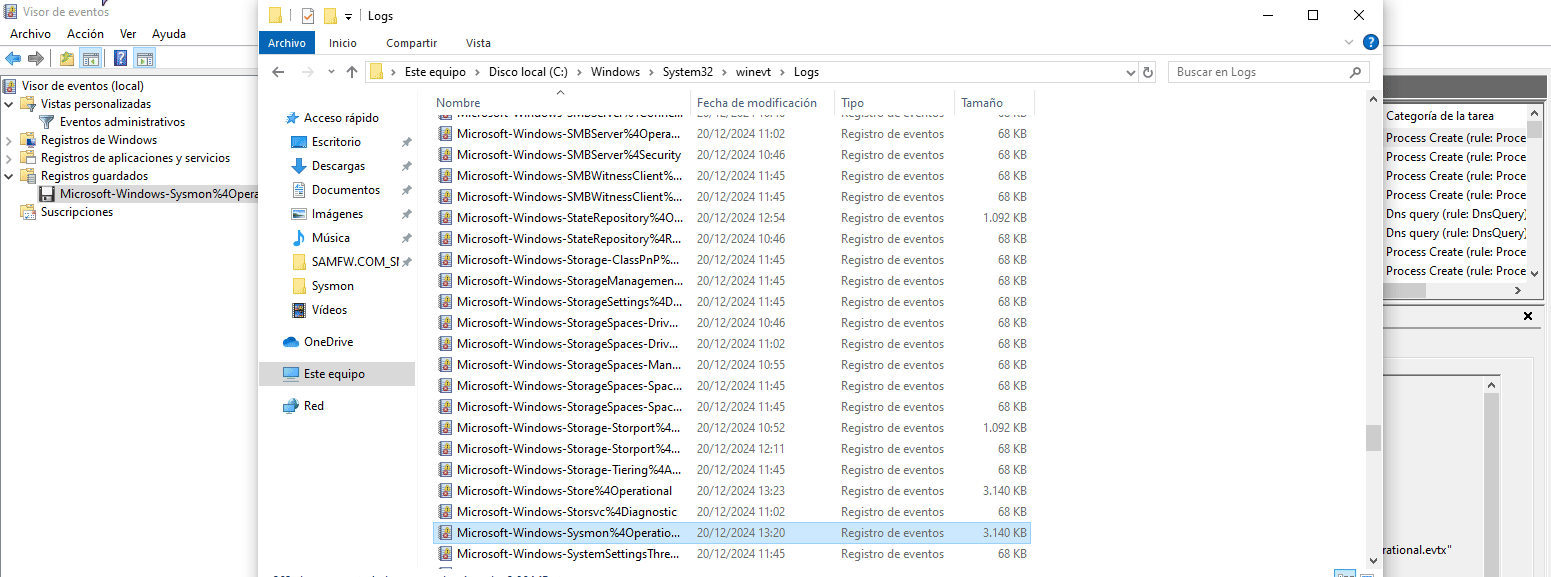 Visor de eventos
Archivo Acción Ver Ayuda
Visor de eventos (local)
Vistas personalizadas
Eventos administrativos
Registros de Windows
Registros de aplicaciones y servicios
Registros guardados
Microsoft-Windows-Sysmon%4Opera
Suscripciones
Logs
Archivo Inicio Compartir Vista
Este equipo > Disco local (C:) > Windows > System32 > winevt > Logs
Buscar en Logs
Acceso rápido
Escritorio
Descargas
Documentos
Imágenes
Música
SAMFW.COM_SM
Sysmon
Vídeos
OneDrive
Este equipo
Red
Nombre Fecha de modificación Tipo Tamaño
Microsoft-Windows-SMBServer%4Opera... 20/12/2024 11:02 Registro de eventos 68 KB
Microsoft-Windows-SMBServer%4Security 20/12/2024 10:46 Registro de eventos 68 KB
Microsoft-Windows-SMBWitnessClient%... 20/12/2024 11:45 Registro de eventos 68 KB
Microsoft-Windows-SMBWitnessClient%... 20/12/2024 11:45 Registro de eventos 68 KB
Microsoft-Windows-StateRepository%4O... 20/12/2024 12:54 Registro de eventos 1.092 KB
Microsoft-Windows-StateRepository%4R... 20/12/2024 10:46 Registro de eventos 68 KB
Microsoft-Windows-Storage-ClassPnP%... 20/12/2024 11:45 Registro de eventos 68 KB
Microsoft-Windows-StorageManagemen... 20/12/2024 11:45 Registro de eventos 68 KB
Microsoft-Windows-StorageSettings%4D... 20/12/2024 11:45 Registro de eventos 68 KB
Microsoft-Windows-StorageSpaces-Driv... 20/12/2024 10:46 Registro de eventos 68 KB
Microsoft-Windows-StorageSpaces-Driv... 20/12/2024 11:02 Registro de eventos 68 KB
Microsoft-Windows-StorageSpaces-Man... 20/12/2024 10:55 Registro de eventos 68 KB
Microsoft-Windows-StorageSpaces-Spac... 20/12/2024 11:45 Registro de eventos 68 KB
Microsoft-Windows-StorageSpaces-Spac... 20/12/2024 11:45 Registro de eventos 68 KB
Microsoft-Windows-Storage-Storport%4... 20/12/2024 10:52 Registro de eventos 1.092 KB
Microsoft-Windows-Storage-Storport%4... 20/12/2024 12:11 Registro de eventos 68 KB
Microsoft-Windows-Storage-Tiering%4A... 20/12/2024 11:45 Registro de eventos 68 KB
Microsoft-Windows-Store%4Operational 20/12/2024 13:23 Registro de eventos 3.140 KB
Microsoft-Windows-Storsvc%4Diagnostic 20/12/2024 11:02 Registro de eventos 68 KB
Microsoft-Windows-Sysmon%4Operatio... 20/12/2024 13:20 Registro de eventos 3.140 KB
Microsoft-Windows-SystemSettingsThre... 20/12/2024 11:45 Registro de eventos 68 KB
Categoría de la tarea
Process Create (rule: Proce
Process Create (rule: Proce
Process Create (rule: Proce
Process Create (rule: Proce
Dns query (rule: DnsQuery)
Dns query (rule: DnsQuery)
Process Create (rule: Proce
Process Create (rule: Proce
rational.evtx"